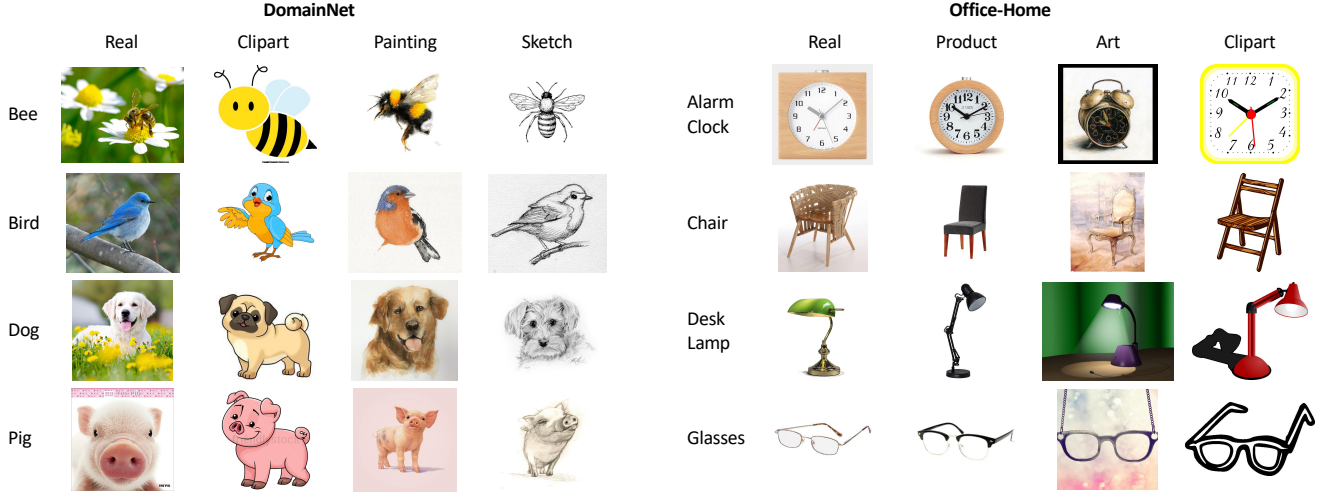 DomainNet
Office-Home
Real Clipart Painting Sketch
Real Product Art Clipart
Bee
Alarm
Clock
10 11 12 1 2 3 4 5 6 7 8 9
Bird
Chair
Dog
Desk
Lamp
Pig
Glasses